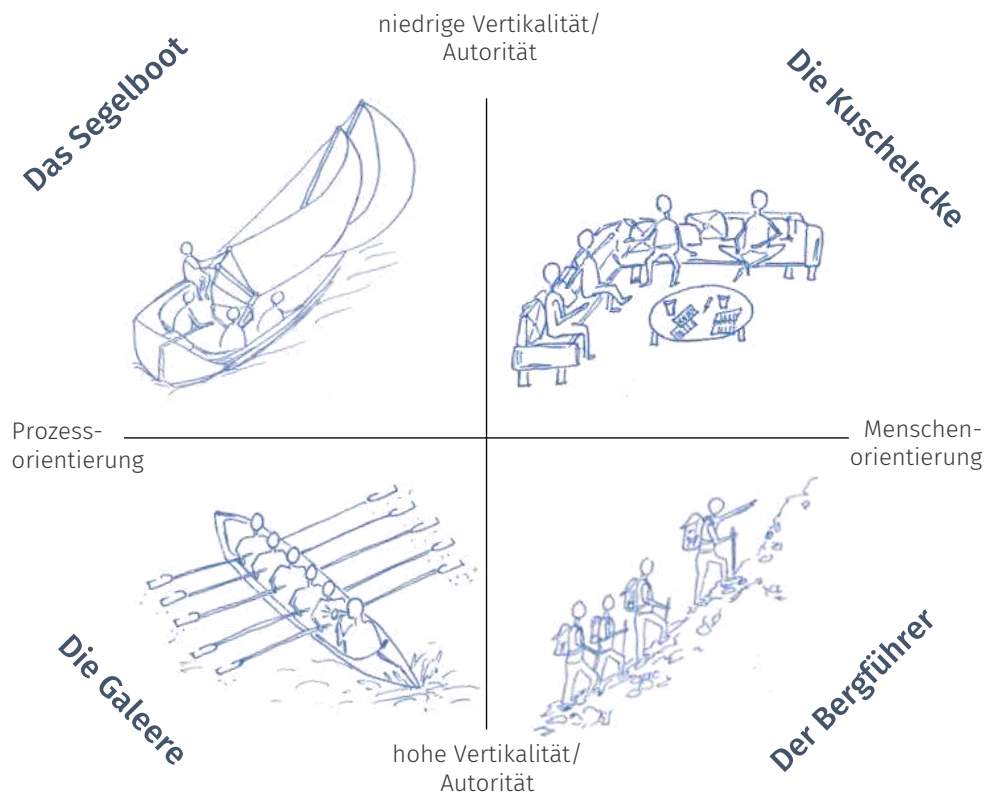 niedrige Vertikalität/
Autorität
Das Segelboot
Die Kuschelecke
Prozess-
orientierung
Menschen-
orientierung
Die Galeere
Der Bergführer
hohe Vertikalität/
Autorität